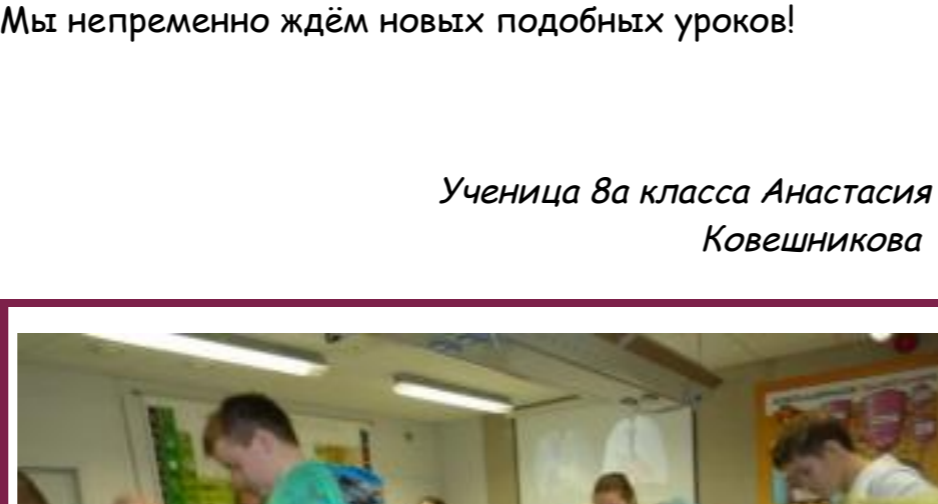 Мы непременно ждём новых подобных уроков!
Ученица 8а класса Анастасия
Ковешникова